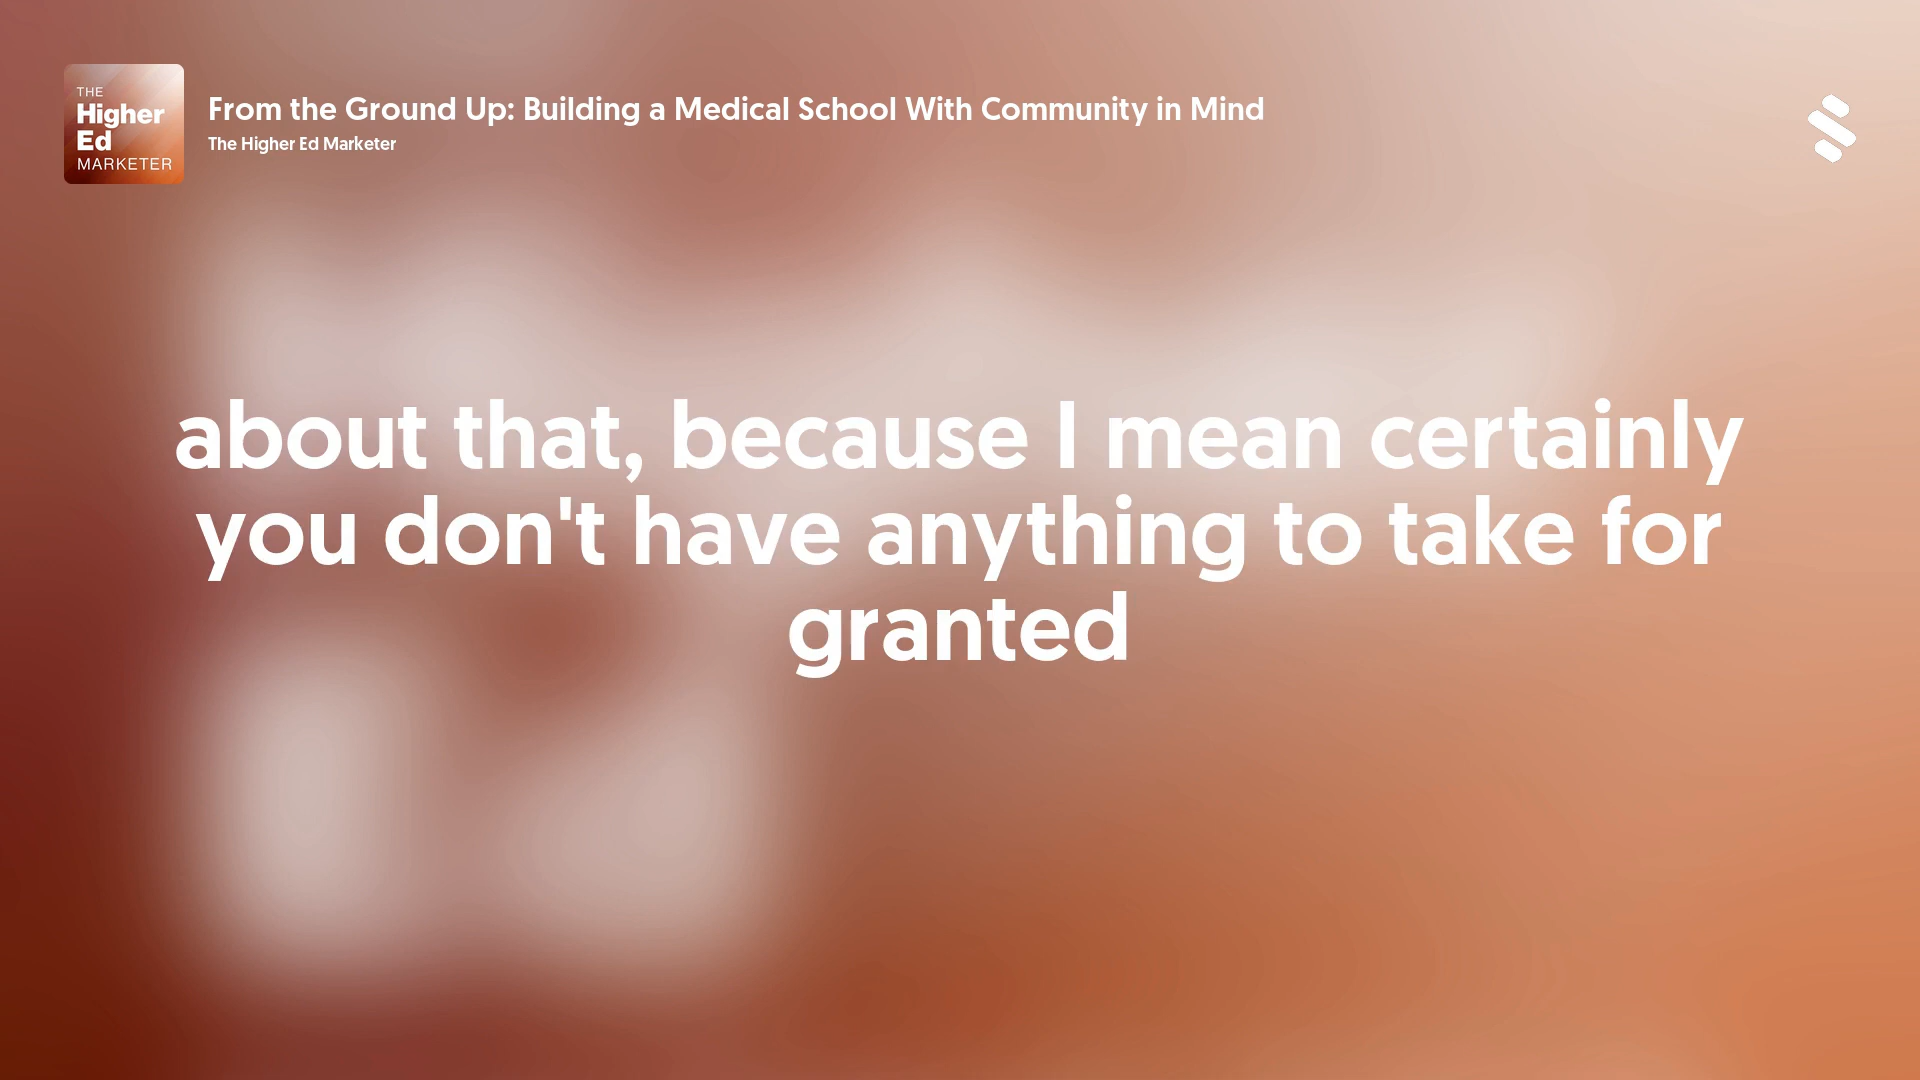 THE
Higher
Ed
MARKETER
From the Ground Up: Building a Medical School With Community in Mind
The Higher Ed Marketer
about that, because I mean certainly
you don't have anything to take for
granted